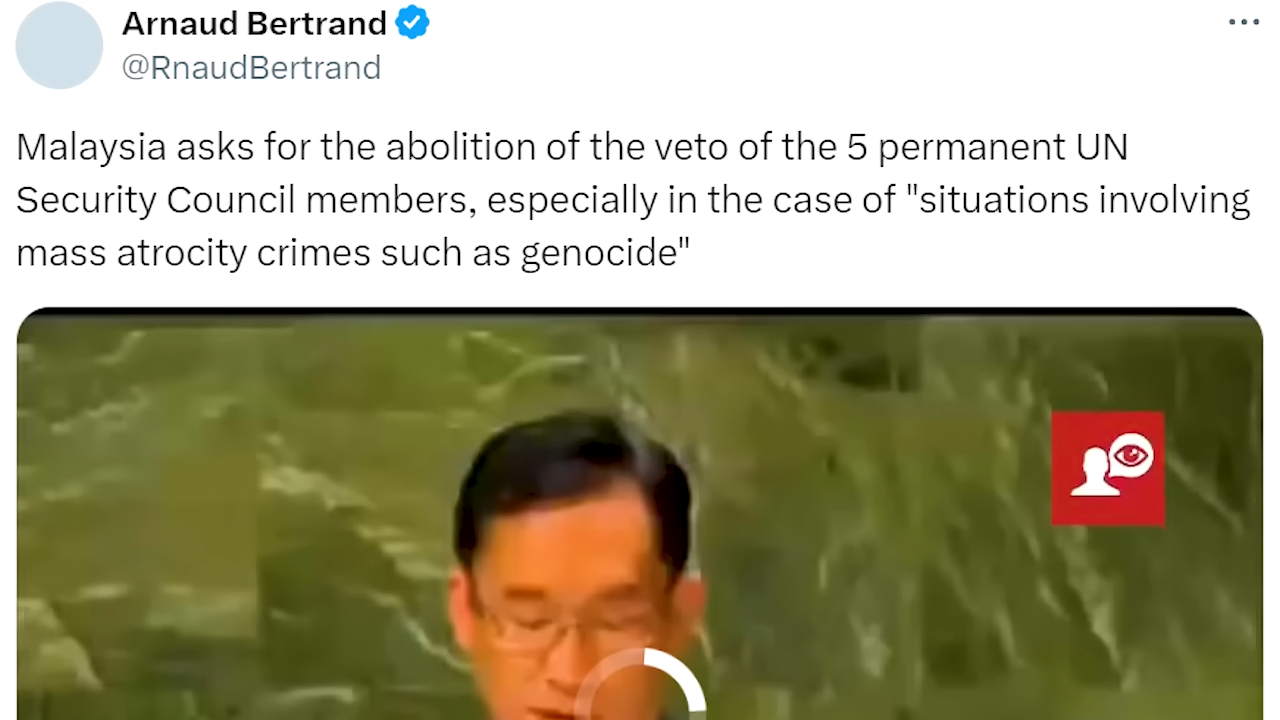 Arnaud Bertrand
@RnaudBertrand
Malaysia asks for the abolition of the veto of the 5 permanent UN
Security Council members, especially in the case of "situations involving
mass atrocity crimes such as genocide"